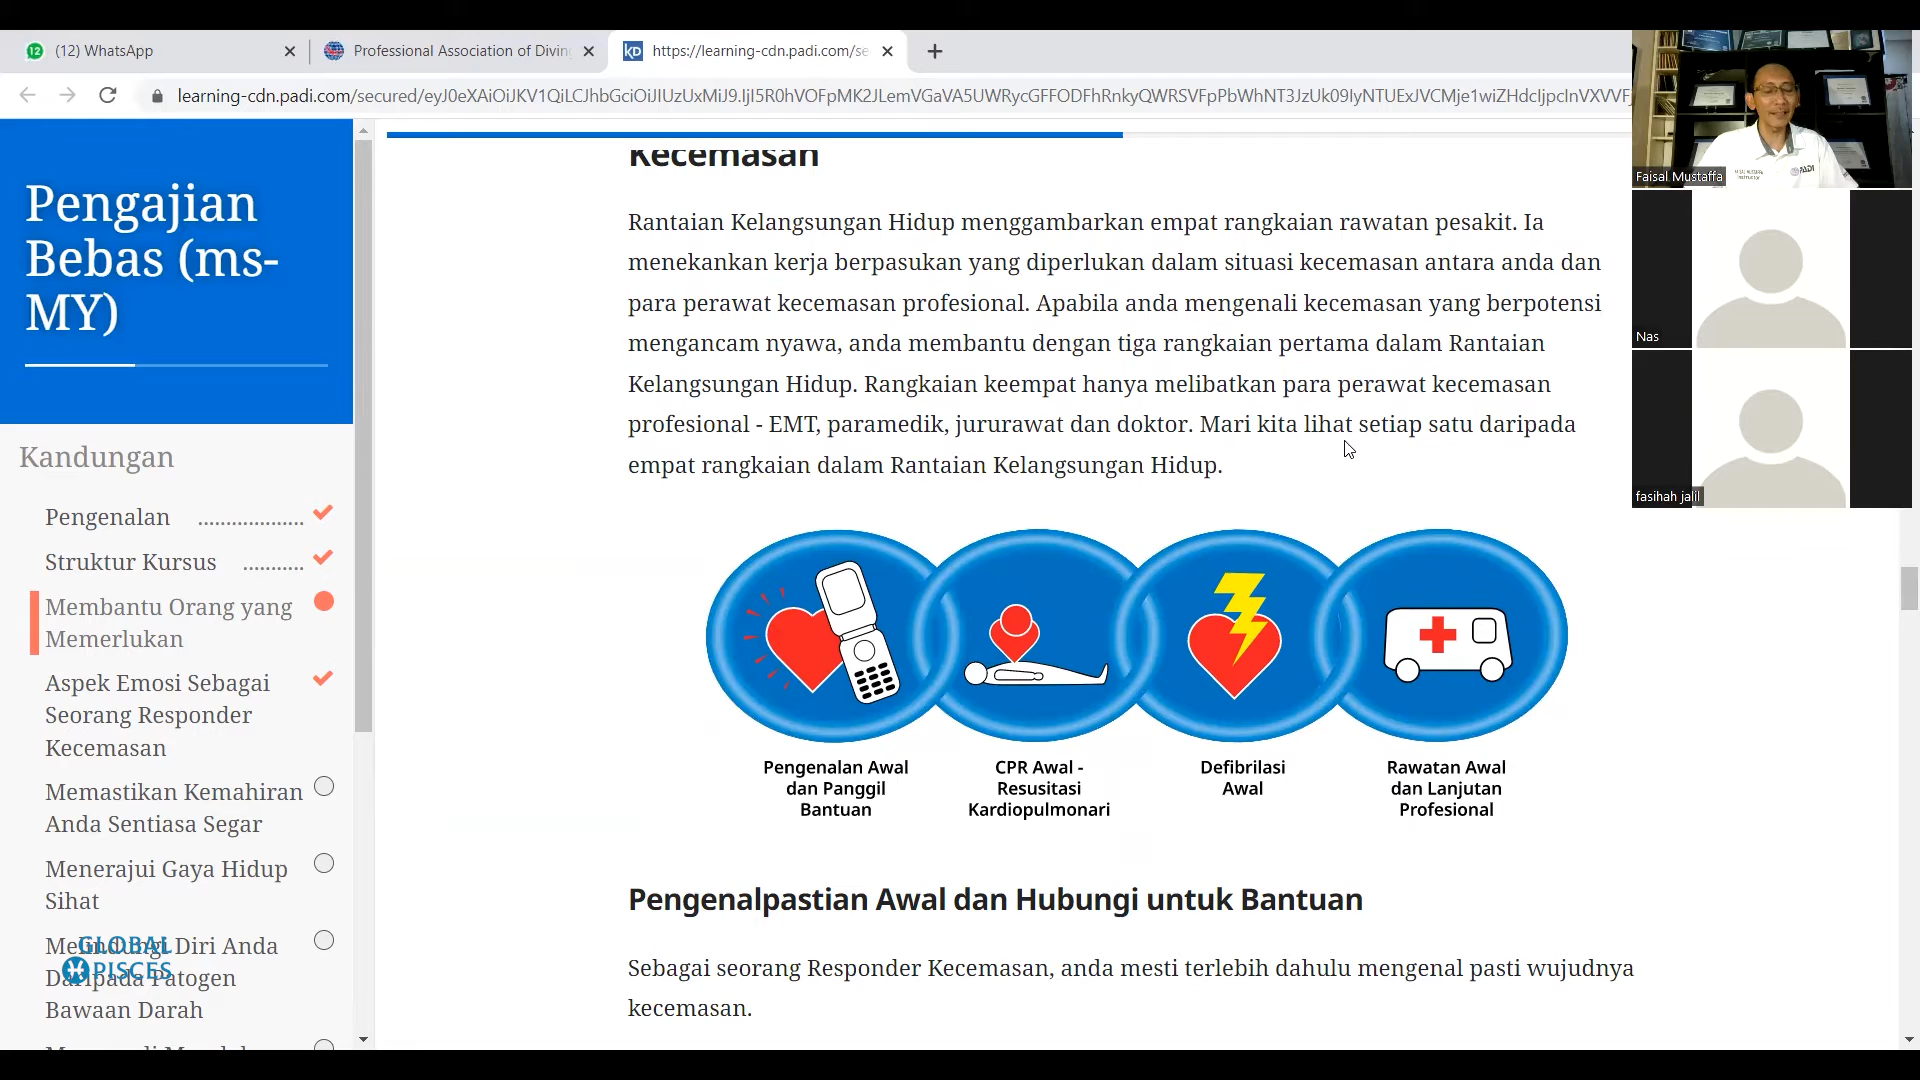 (12) WhatsApp
Professional Association of Diving
https://learning-cdn.padi.com/se
Faisal Mustaffa
PADI
Nas
fasihah jalil
Pengajian
Bebas (ms-
MY)
Kandungan
Pengenalan ...................
Struktur Kursus ...........
Membantu Orang yang
Memerlukan
Aspek Emosi Sebagai
Seorang Responder
Kecemasan
Memastikan Kemahiran
Anda Sentiasa Segar
Menerajui Gaya Hidup
Sihat
Melindungi Diri Anda
Daripada Patogen
Bawaan Darah
GLOBAL
PISCES
Kecemasan
Rantaian Kelangsungan Hidup menggambarkan empat rangkaian rawatan pesakit. Ia
menekankan kerja berpasukan yang diperlukan dalam situasi kecemasan antara anda dan
para perawat kecemasan profesional. Apabila anda mengenali kecemasan yang berpotensi
mengancam nyawa, anda membantu dengan tiga rangkaian pertama dalam Rantaian
Kelangsungan Hidup. Rangkaian keempat hanya melibatkan para perawat kecemasan
profesional - EMT, paramedik, jururawat dan doktor. Mari kita lihat setiap satu daripada
empat rangkaian dalam Rantaian Kelangsungan Hidup.
Pengenalan Awal
dan Panggil
Bantuan
CPR Awal -
Resusitasi
Kardiopulmonari
Defibrilasi
Awal
Rawatan Awal
dan Lanjutan
Profesional
Pengenalpastian Awal dan Hubungi untuk Bantuan
Sebagai seorang Responder Kecemasan, anda mesti terlebih dahulu mengenal pasti wujudnya
kecemasan.